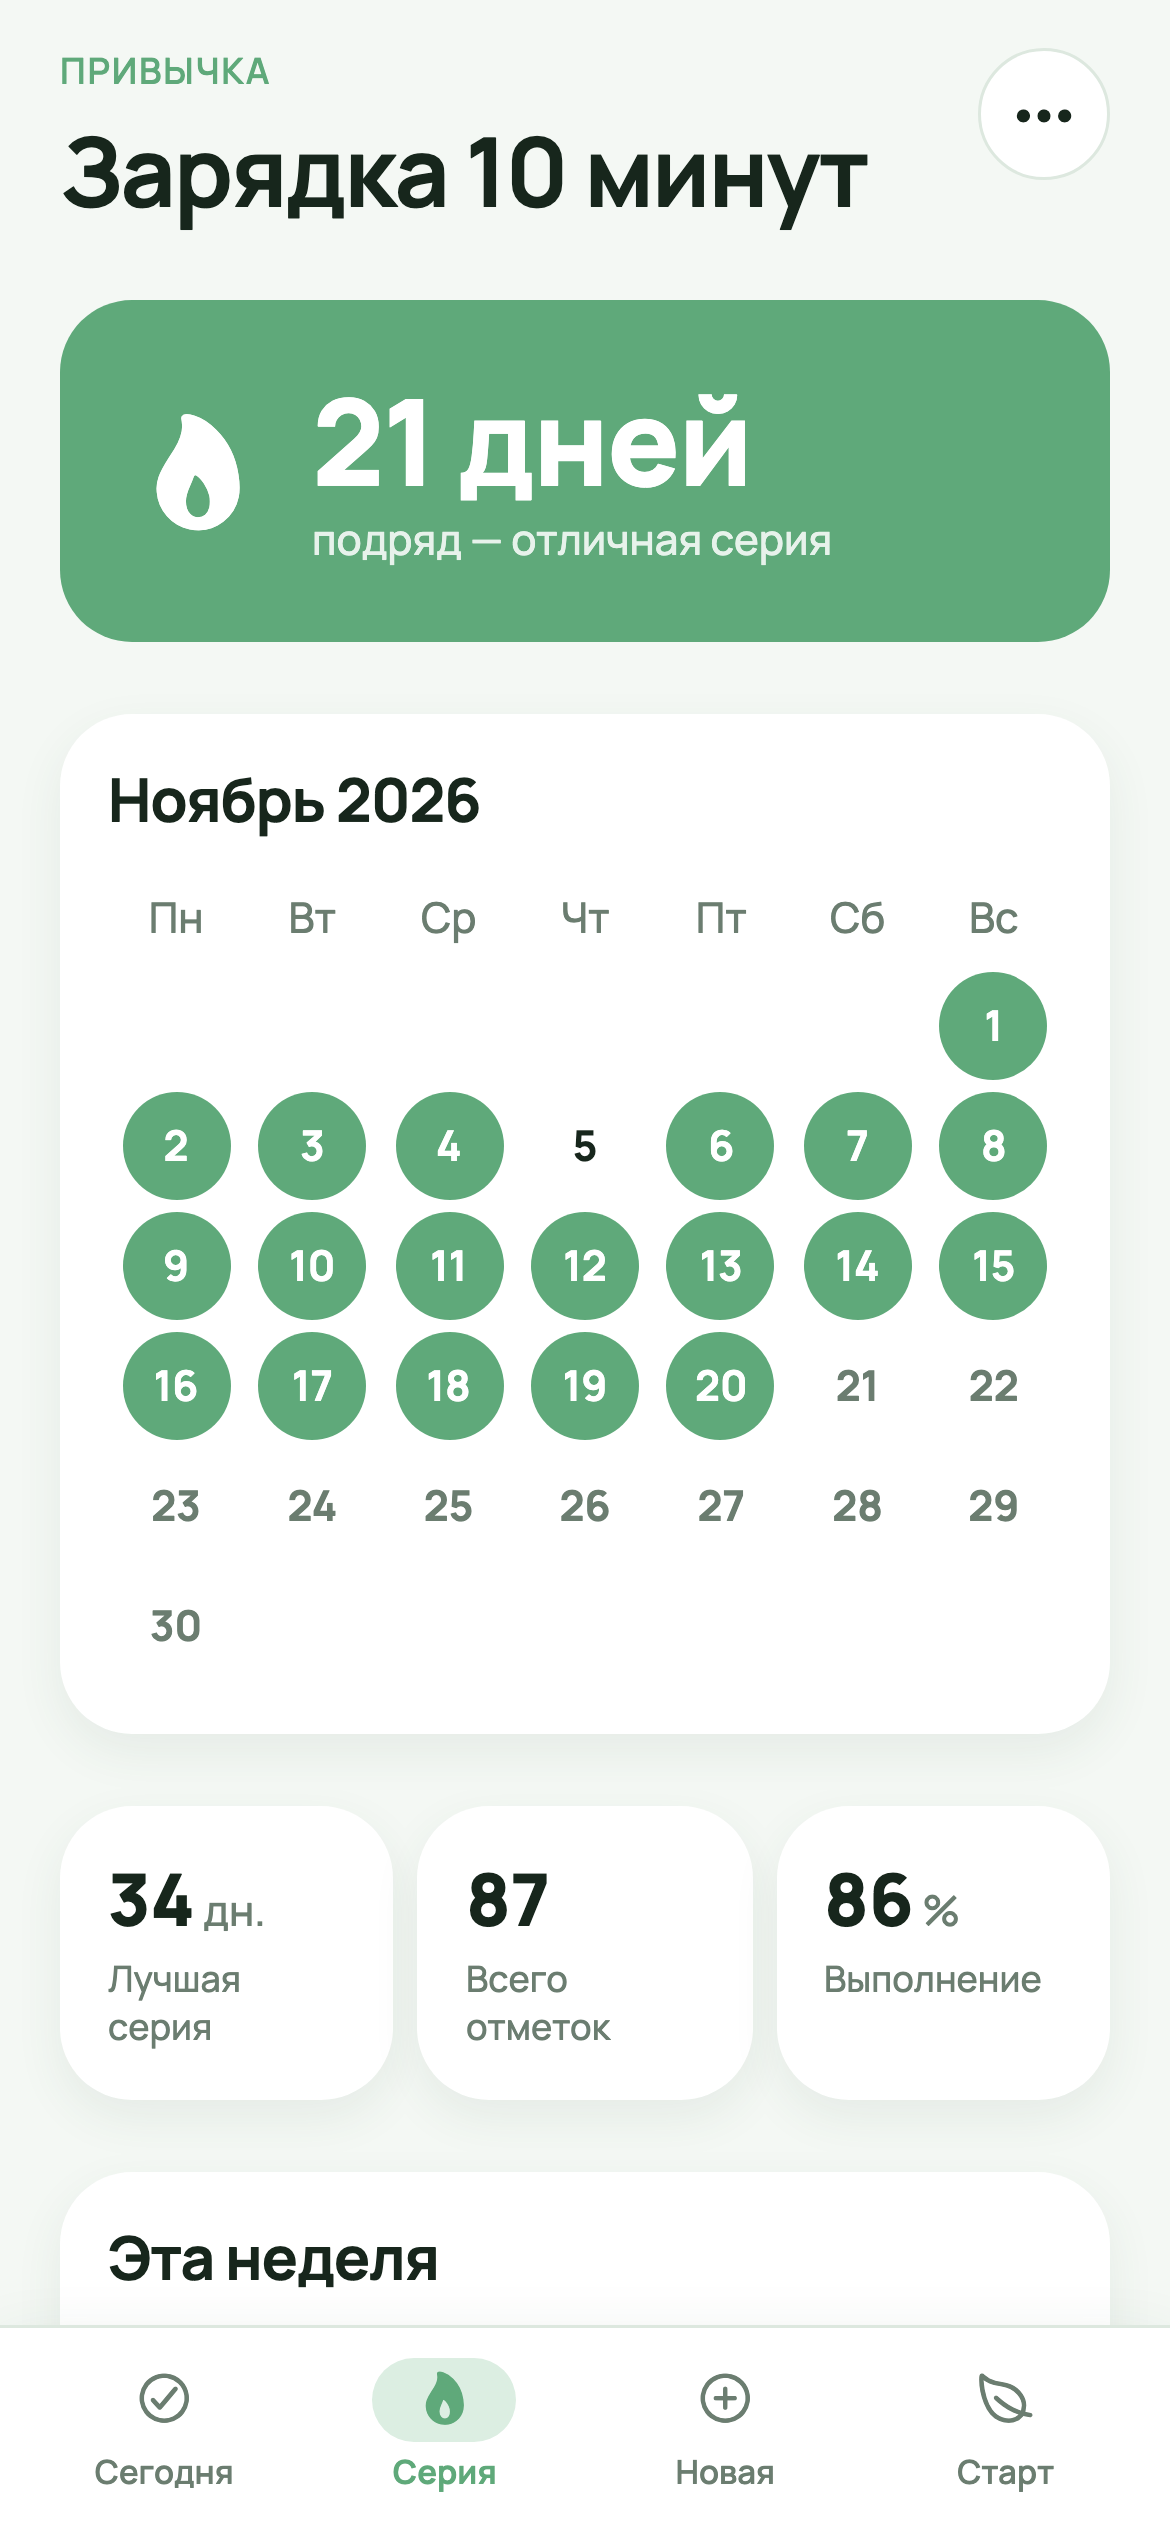 ПРИВЫЧКА
Зарядка 10 минут
21 дней
подряд — отличная серия
Ноябрь 2026
Пн Вт Ср Чт Пт Сб Вс
1
2 3 4 5 6 7 8
9 10 11 12 13 14 15
16 17 18 19 20 21 22
23 24 25 26 27 28 29
30
34 дн.
Лучшая
серия
87
Всего
отметок
86 %
Выполнение
Эта неделя
Сегодня Серия Новая Старт